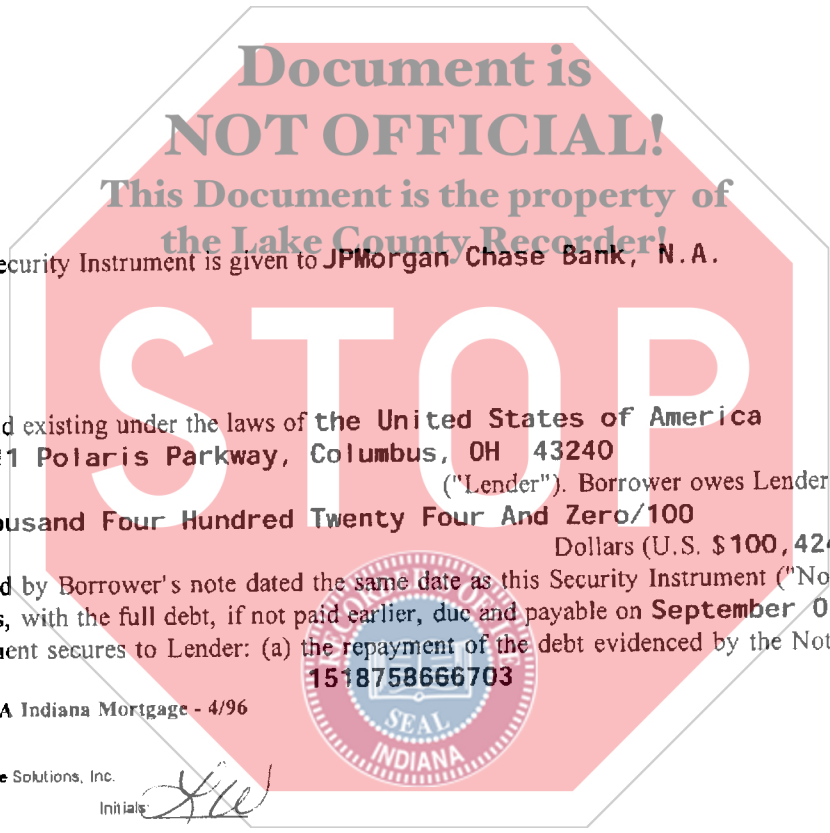 Document is
NOT OFFICIAL!
This Document is the property of
the Lake County Recorder!
ecurity Instrument is given to JPMorgan Chase Bank, N.A.
STOP
d existing under the laws of the United States of America
1 Polaris Parkway, Columbus, OH 43240
("Lender"). Borrower owes Lender
ousand Four Hundred Twenty Four And Zero/100
Dollars (U.S. $100,424
d by Borrower's note dated the same date as this Security Instrument ("No
s, with the full debt, if not paid earlier, due and payable on September 0
ent secures to Lender: (a) the repayment of the debt evidenced by the Not
1518758666703
A Indiana Mortgage - 4/96
SEAL
INDIANA
e Solutions, Inc.
Initials: